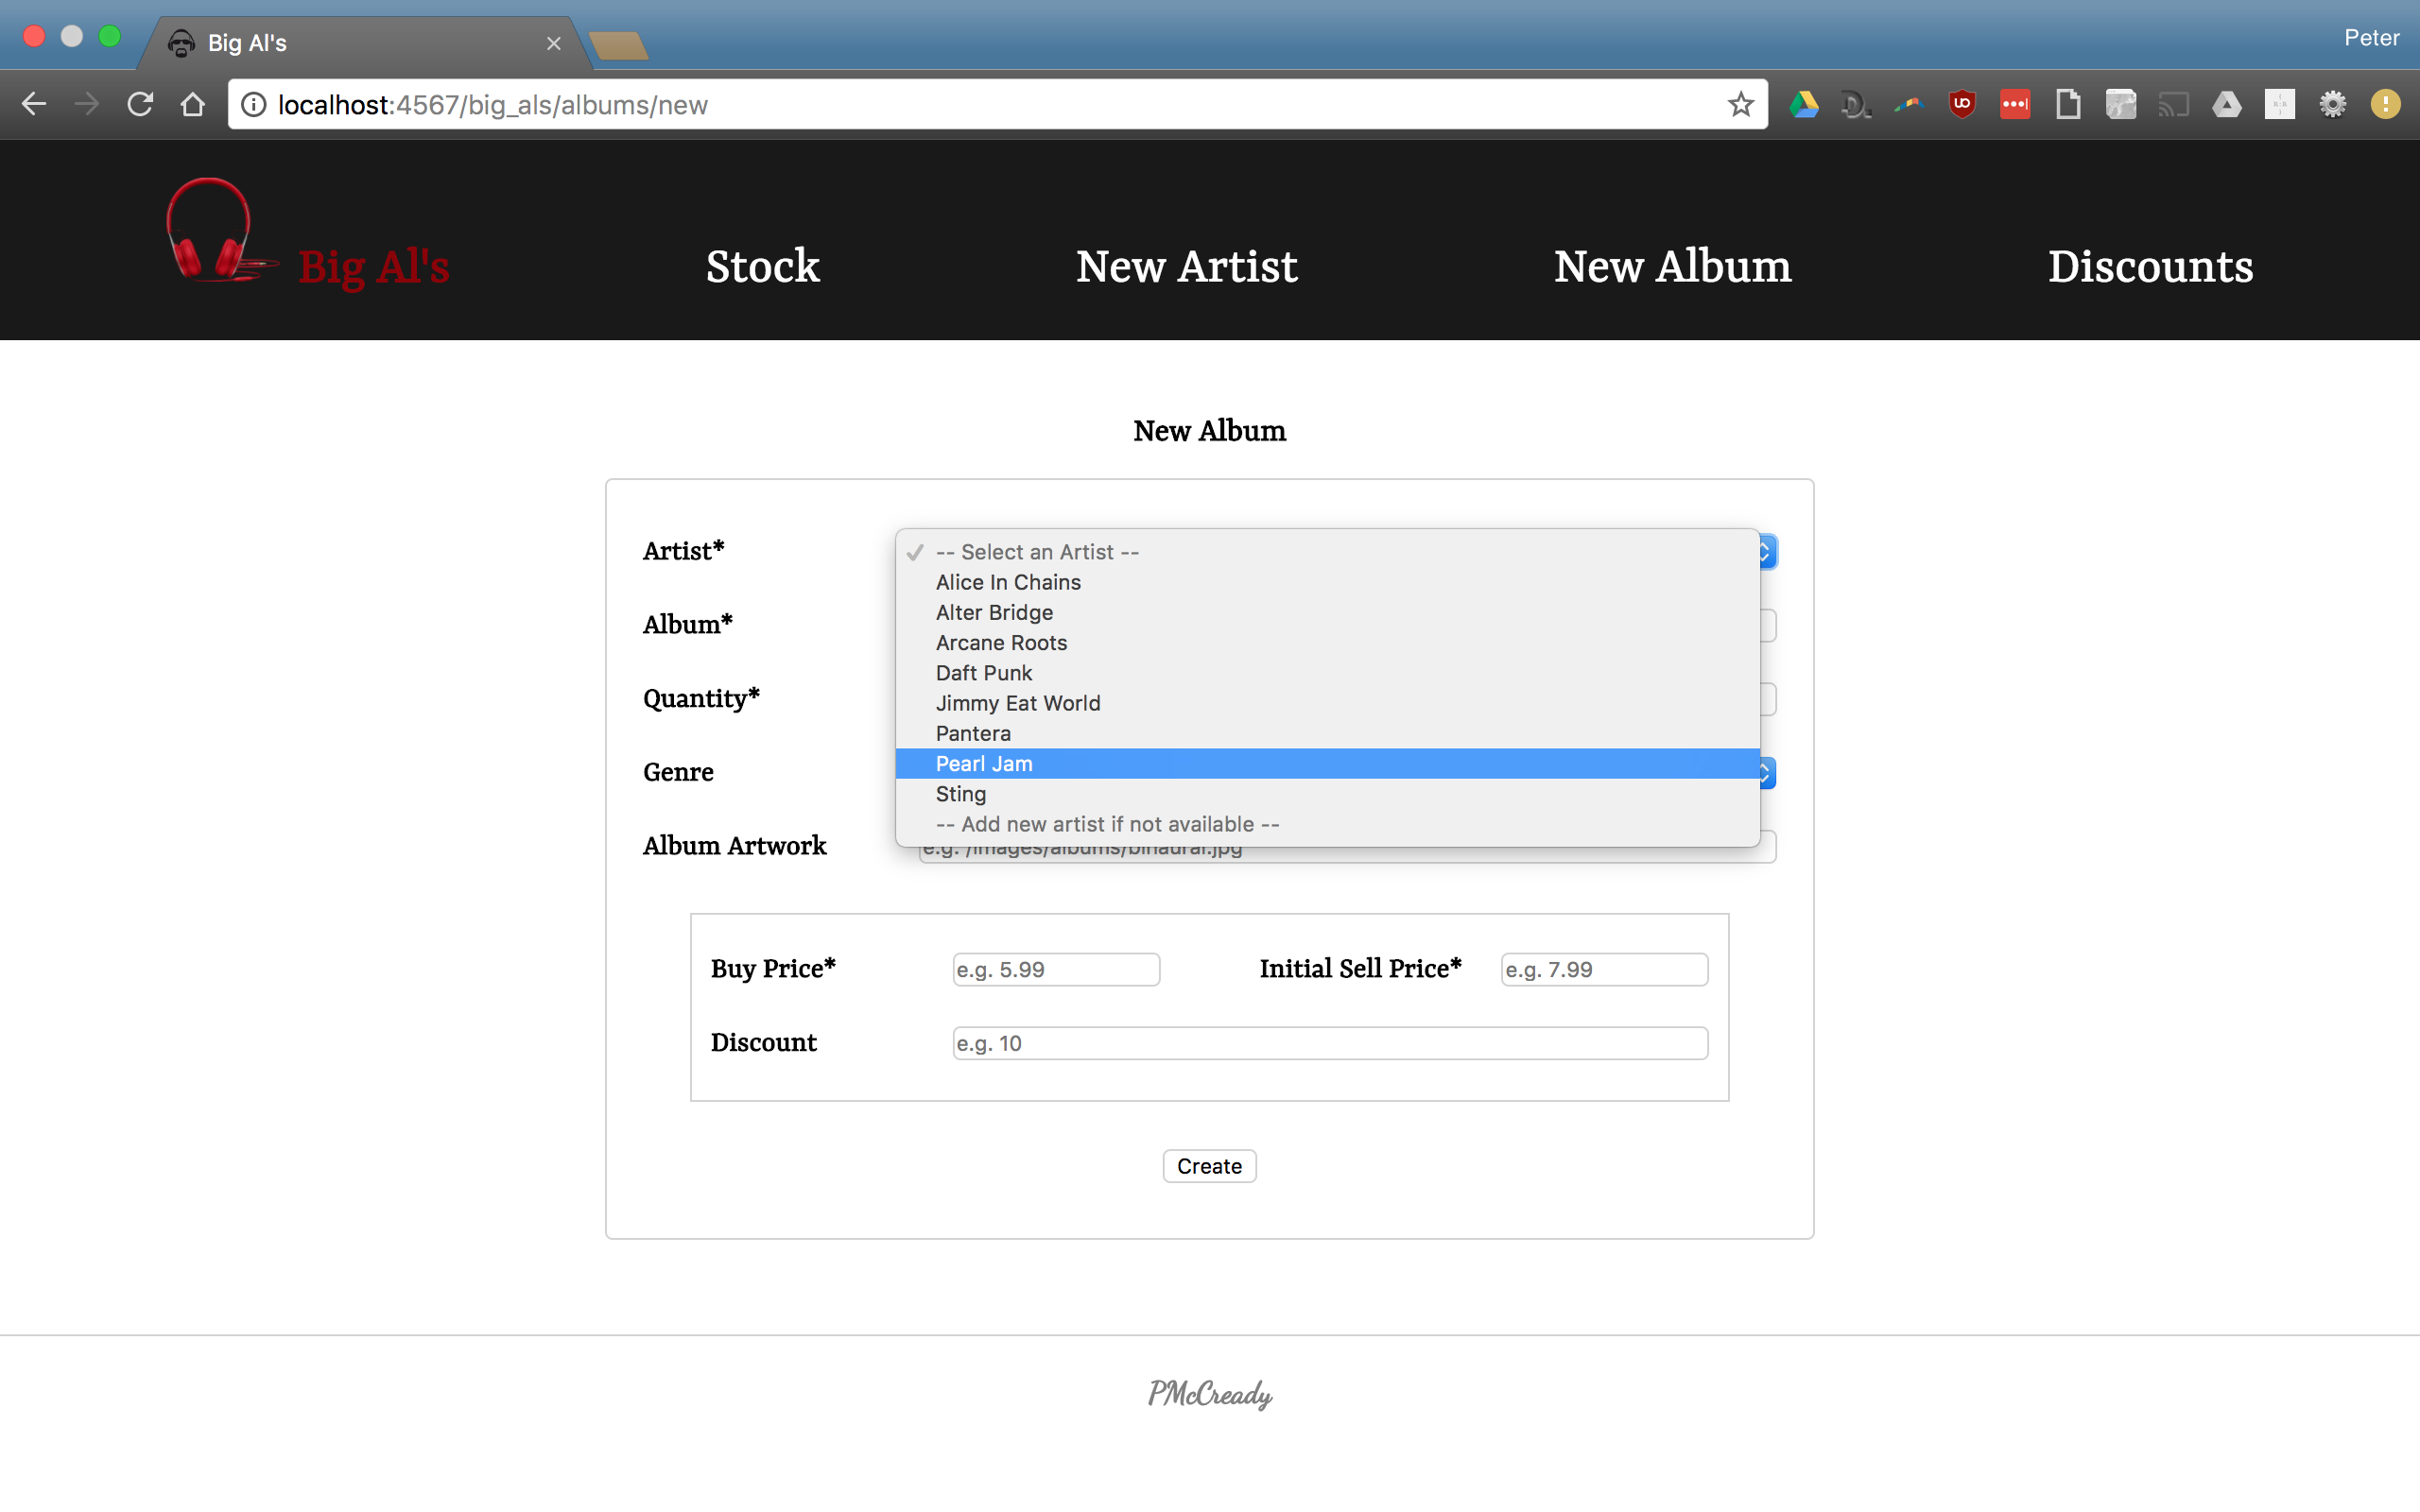 Big Al's
Peter
localhost:4567/big_als/albums/new
Big Al's
Stock
New Artist
New Album
Discounts
New Album
Artist*
-- Select an Artist --
Alice In Chains
Alter Bridge
Arcane Roots
Daft Punk
Jimmy Eat World
Pantera
Pearl Jam
Sting
-- Add new artist if not available --
Album*
Quantity*
Genre
Album Artwork
e.g. /images/albums/binaural.jpg
Buy Price*
e.g. 5.99
Initial Sell Price*
e.g. 7.99
Discount
e.g. 10
Create
PMcCready